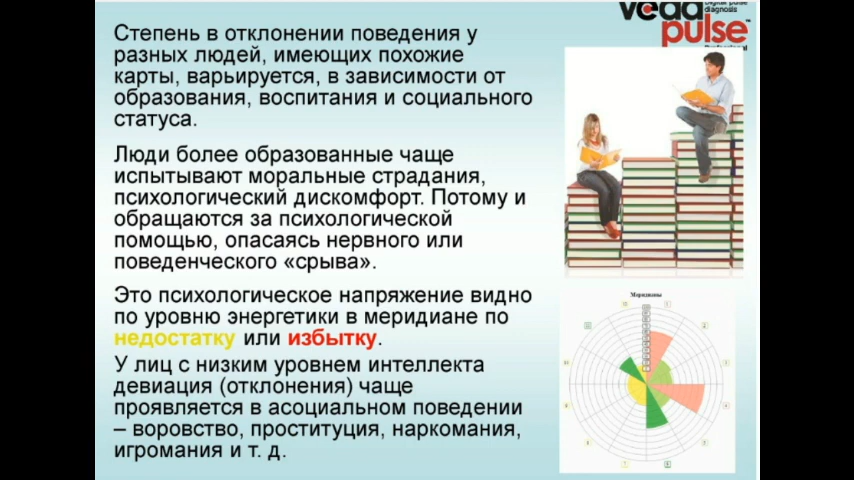 Степень в отклонении поведения у
разных людей, имеющих похожие
карты, варьируется, в зависимости от
образования, воспитания и социального
статуса.
Люди более образованные чаще
испытывают моральные страдания,
психологический дискомфорт. Потому и
обращаются за психологической
помощью, опасаясь нервного или
поведенческого «срыва».
Это психологическое напряжение видно
по уровню энергетики в меридиане по
недостатку или избытку.
У лиц с низким уровнем интеллекта
девиация (отклонения) чаще
проявляется в асоциальном поведении
– воровство, проституция, наркомания,
игромания и т. д.
veda
pulse™
diagnosis
Меридианы